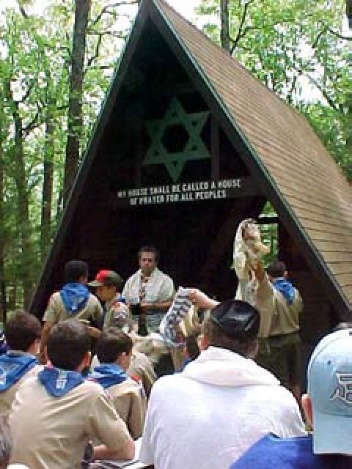 MY HOUSE SHALL BE CALLED A HOUSE
OF PRAYER FOR ALL PEOPLES